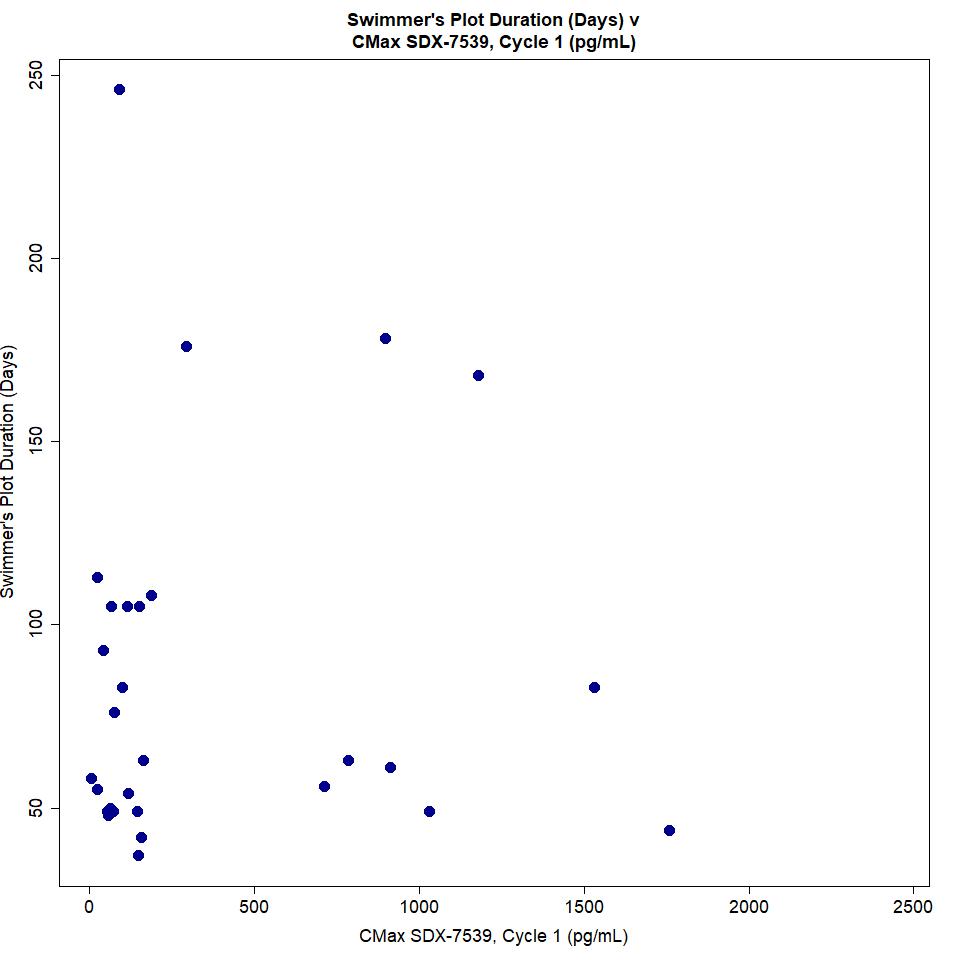 Swimmer's Plot Duration (Days) v
CMax SDX-7539, Cycle 1 (pg/mL)
Swimmer's Plot Duration (Days)
250
200
150
100
50
0
500
1000
1500
2000
2500
CMax SDX-7539, Cycle 1 (pg/mL)